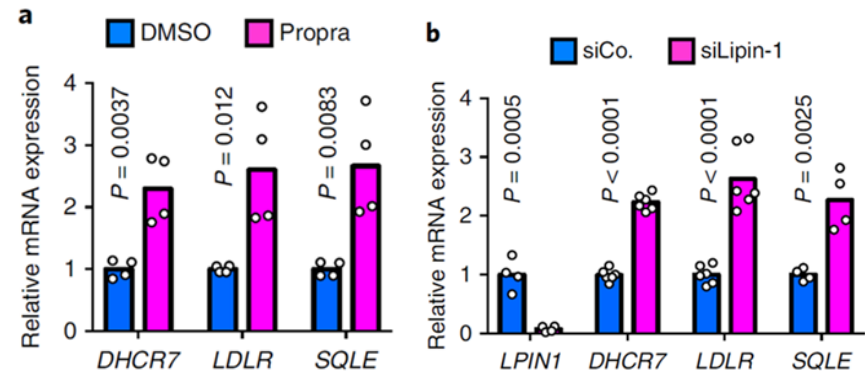 a
DMSO Propra
Relative mRNA expression
4
3
2
1
0
P = 0.0037
P = 0.012
P = 0.0083
DHCR7 LDLR SQLE
b
siCo. siLipin-1
Relative mRNA expression
4
3
2
1
0
P = 0.0005
P < 0.0001
P < 0.0001
P = 0.0025
LPIN1 DHCR7 LDLR SQLE